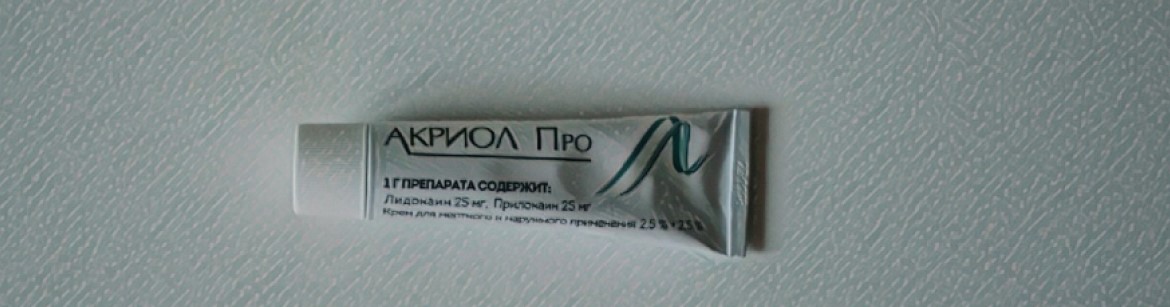 АКРИОЛ ПРО
1 Г ПРЕПАРАТА СОДЕРЖИТ:
Лидокаин 25 мг, Прилокаин 25 мг
Крем для местного и наружного применения 2,5 % + 2,5 %